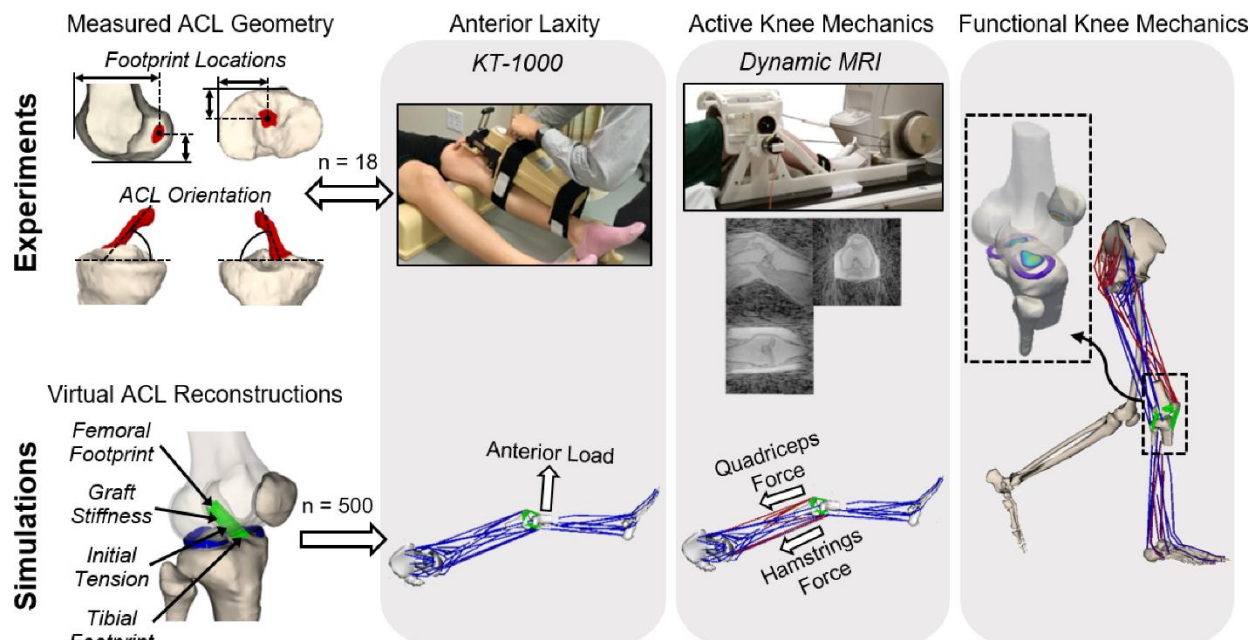 Measured ACL Geometry
Anterior Laxity
Active Knee Mechanics
Functional Knee Mechanics
Footprint Locations
KT-1000
Dynamic MRI
Experiments
n = 18
ACL Orientation
Virtual ACL Reconstructions
Simulations
Femoral
Footprint
Graft
Stiffness
Initial
Tension
Tibial
Footprint
n = 500
Anterior Load
Quadriceps
Force
Hamstrings
Force